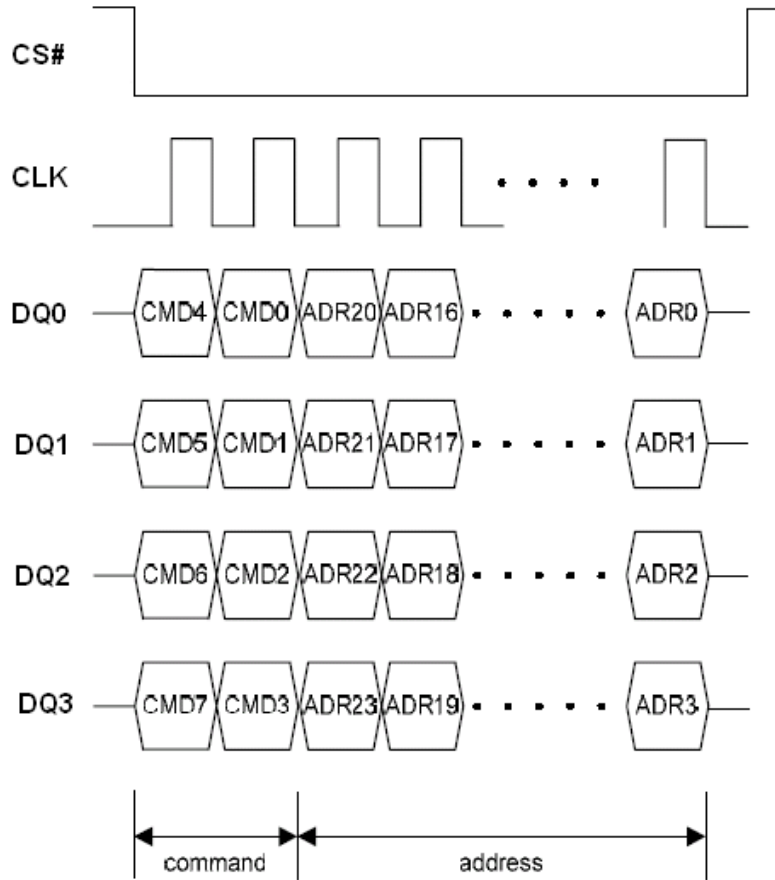 CS#
CLK
DQ0 CMD4 CMD0 ADR20 ADR16 ADR0
DQ1 CMD5 CMD1 ADR21 ADR17 ADR1
DQ2 CMD6 CMD2 ADR22 ADR18 ADR2
DQ3 CMD7 CMD3 ADR23 ADR19 ADR3
command address